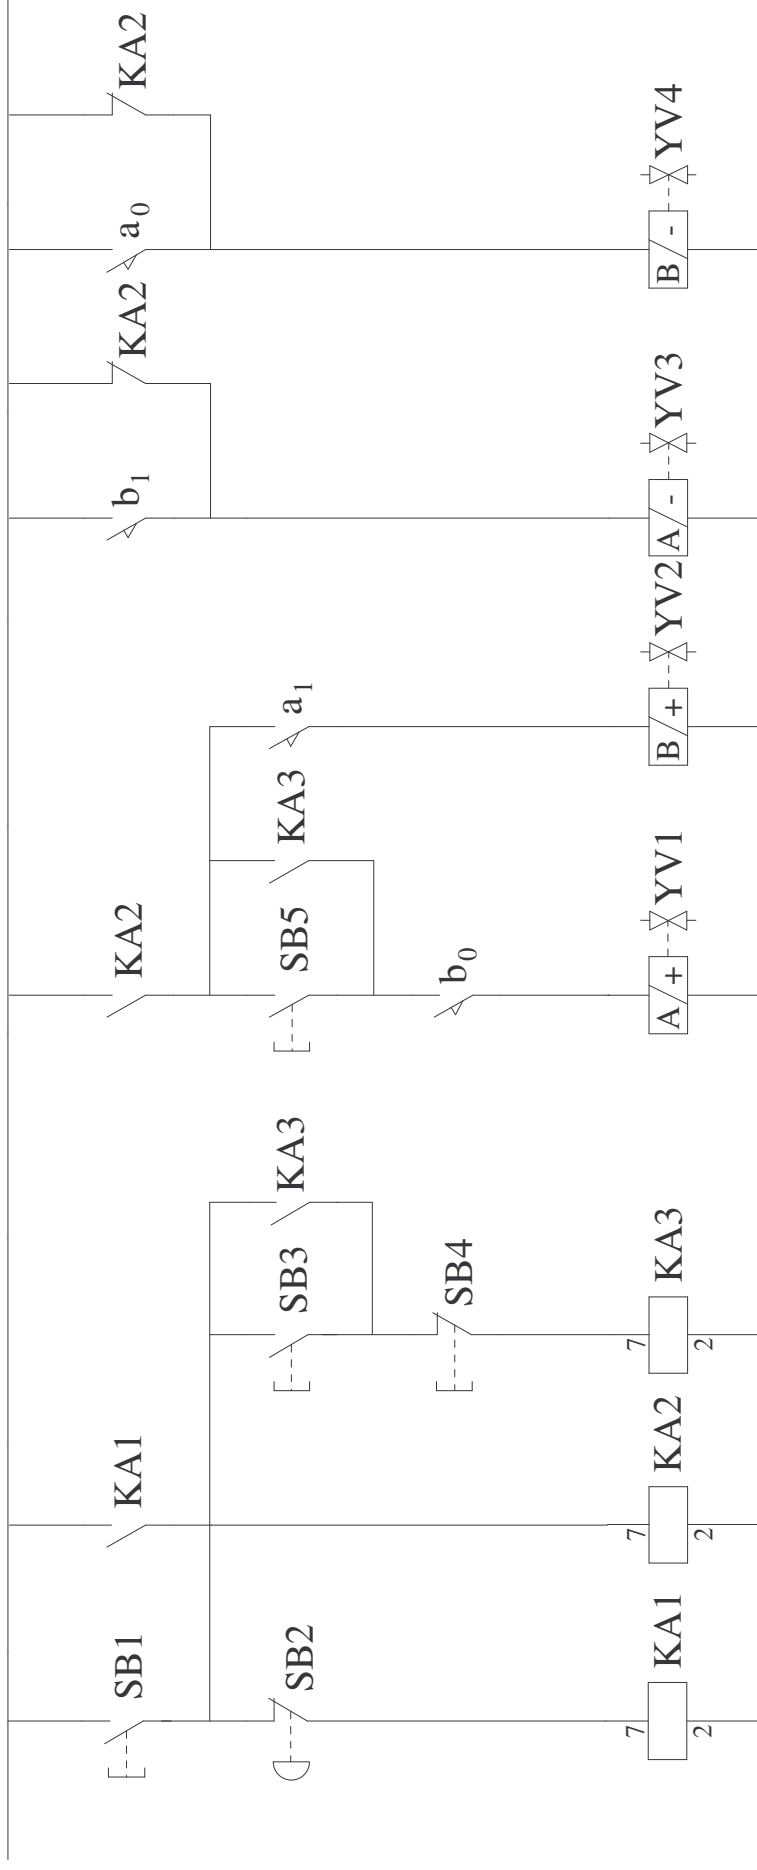 SB1
KA1
KA2
b1
KA2
a0
KA2
SB2
SB3
KA3
SB5
KA3
a1
SB4
b0
7
2
KA1
7
2
KA2
7
2
KA3
A +
YV1
B +
YV2
A -
YV3
B -
YV4